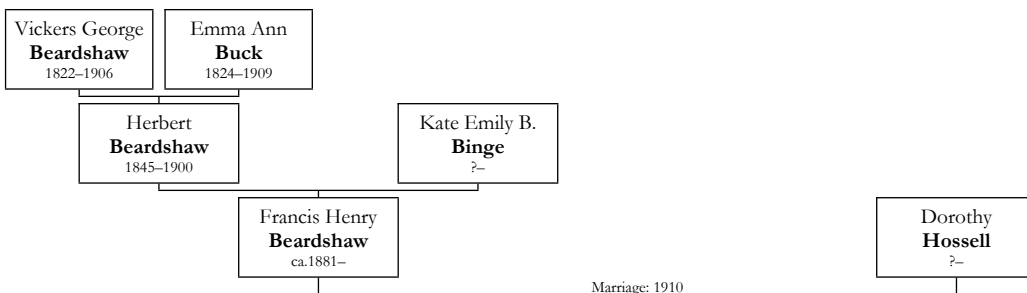 Vickers George
Beardshaw
1822–1906
Emma Ann
Buck
1824–1909
Herbert
Beardshaw
1845–1900
Kate Emily B.
Binge
?–
Francis Henry
Beardshaw
ca.1881–
Dorothy
Hossell
?–
Marriage: 1910